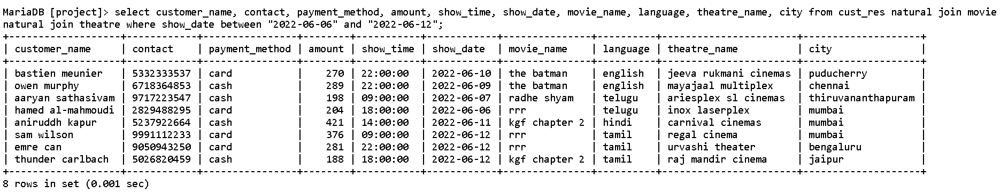 MariaDB [project]> select customer_name, contact, payment_method, amount, show_time, show_date, movie_name, language, theatre_name, city from cust_res natural join movie
natural join theatre where show_date between "2022-06-06" and "2022-06-12";
+--------------------+------------+----------------+--------+-----------+------------+---------------+----------+-----------------------+--------------------+
| customer_name      | contact    | payment_method | amount | show_time | show_date  | movie_name    | language | theatre_name          | city               |
+--------------------+------------+----------------+--------+-----------+------------+---------------+----------+-----------------------+--------------------+
| bastien meunier    | 5332333537 | card           |    270 | 22:00:00  | 2022-06-10 | the batman    | english  | jeeva rukmani cinemas | puducherry         |
| owen murphy        | 6718364853 | cash           |    289 | 22:00:00  | 2022-06-09 | the batman    | english  | mayajaal multiplex    | chennai            |
| aaryan sathasivam  | 9717223547 | cash           |    198 | 09:00:00  | 2022-06-07 | radhe shyam   | telugu   | ariesplex sl cinemas  | thiruvananthapuram |
| hamed al-mahmoudi  | 2829488295 | card           |    204 | 18:00:00  | 2022-06-06 | rrr           | telugu   | inox laserplex        | mumbai             |
| aniruddh kapur     | 5237922664 | cash           |    421 | 14:00:00  | 2022-06-11 | kgf chapter 2 | hindi    | carnival cinemas      | mumbai             |
| sam wilson         | 9991112233 | card           |    376 | 09:00:00  | 2022-06-12 | rrr           | tamil    | regal cinema          | mumbai             |
| emre can           | 9050943250 | card           |    281 | 22:00:00  | 2022-06-12 | rrr           | tamil    | urvashi theater       | bengaluru          |
| thunder carlbach   | 5026820459 | cash           |    188 | 18:00:00  | 2022-06-12 | kgf chapter 2 | tamil    | raj mandir cinema     | jaipur             |
+--------------------+------------+----------------+--------+-----------+------------+---------------+----------+-----------------------+--------------------+
8 rows in set (0.001 sec)